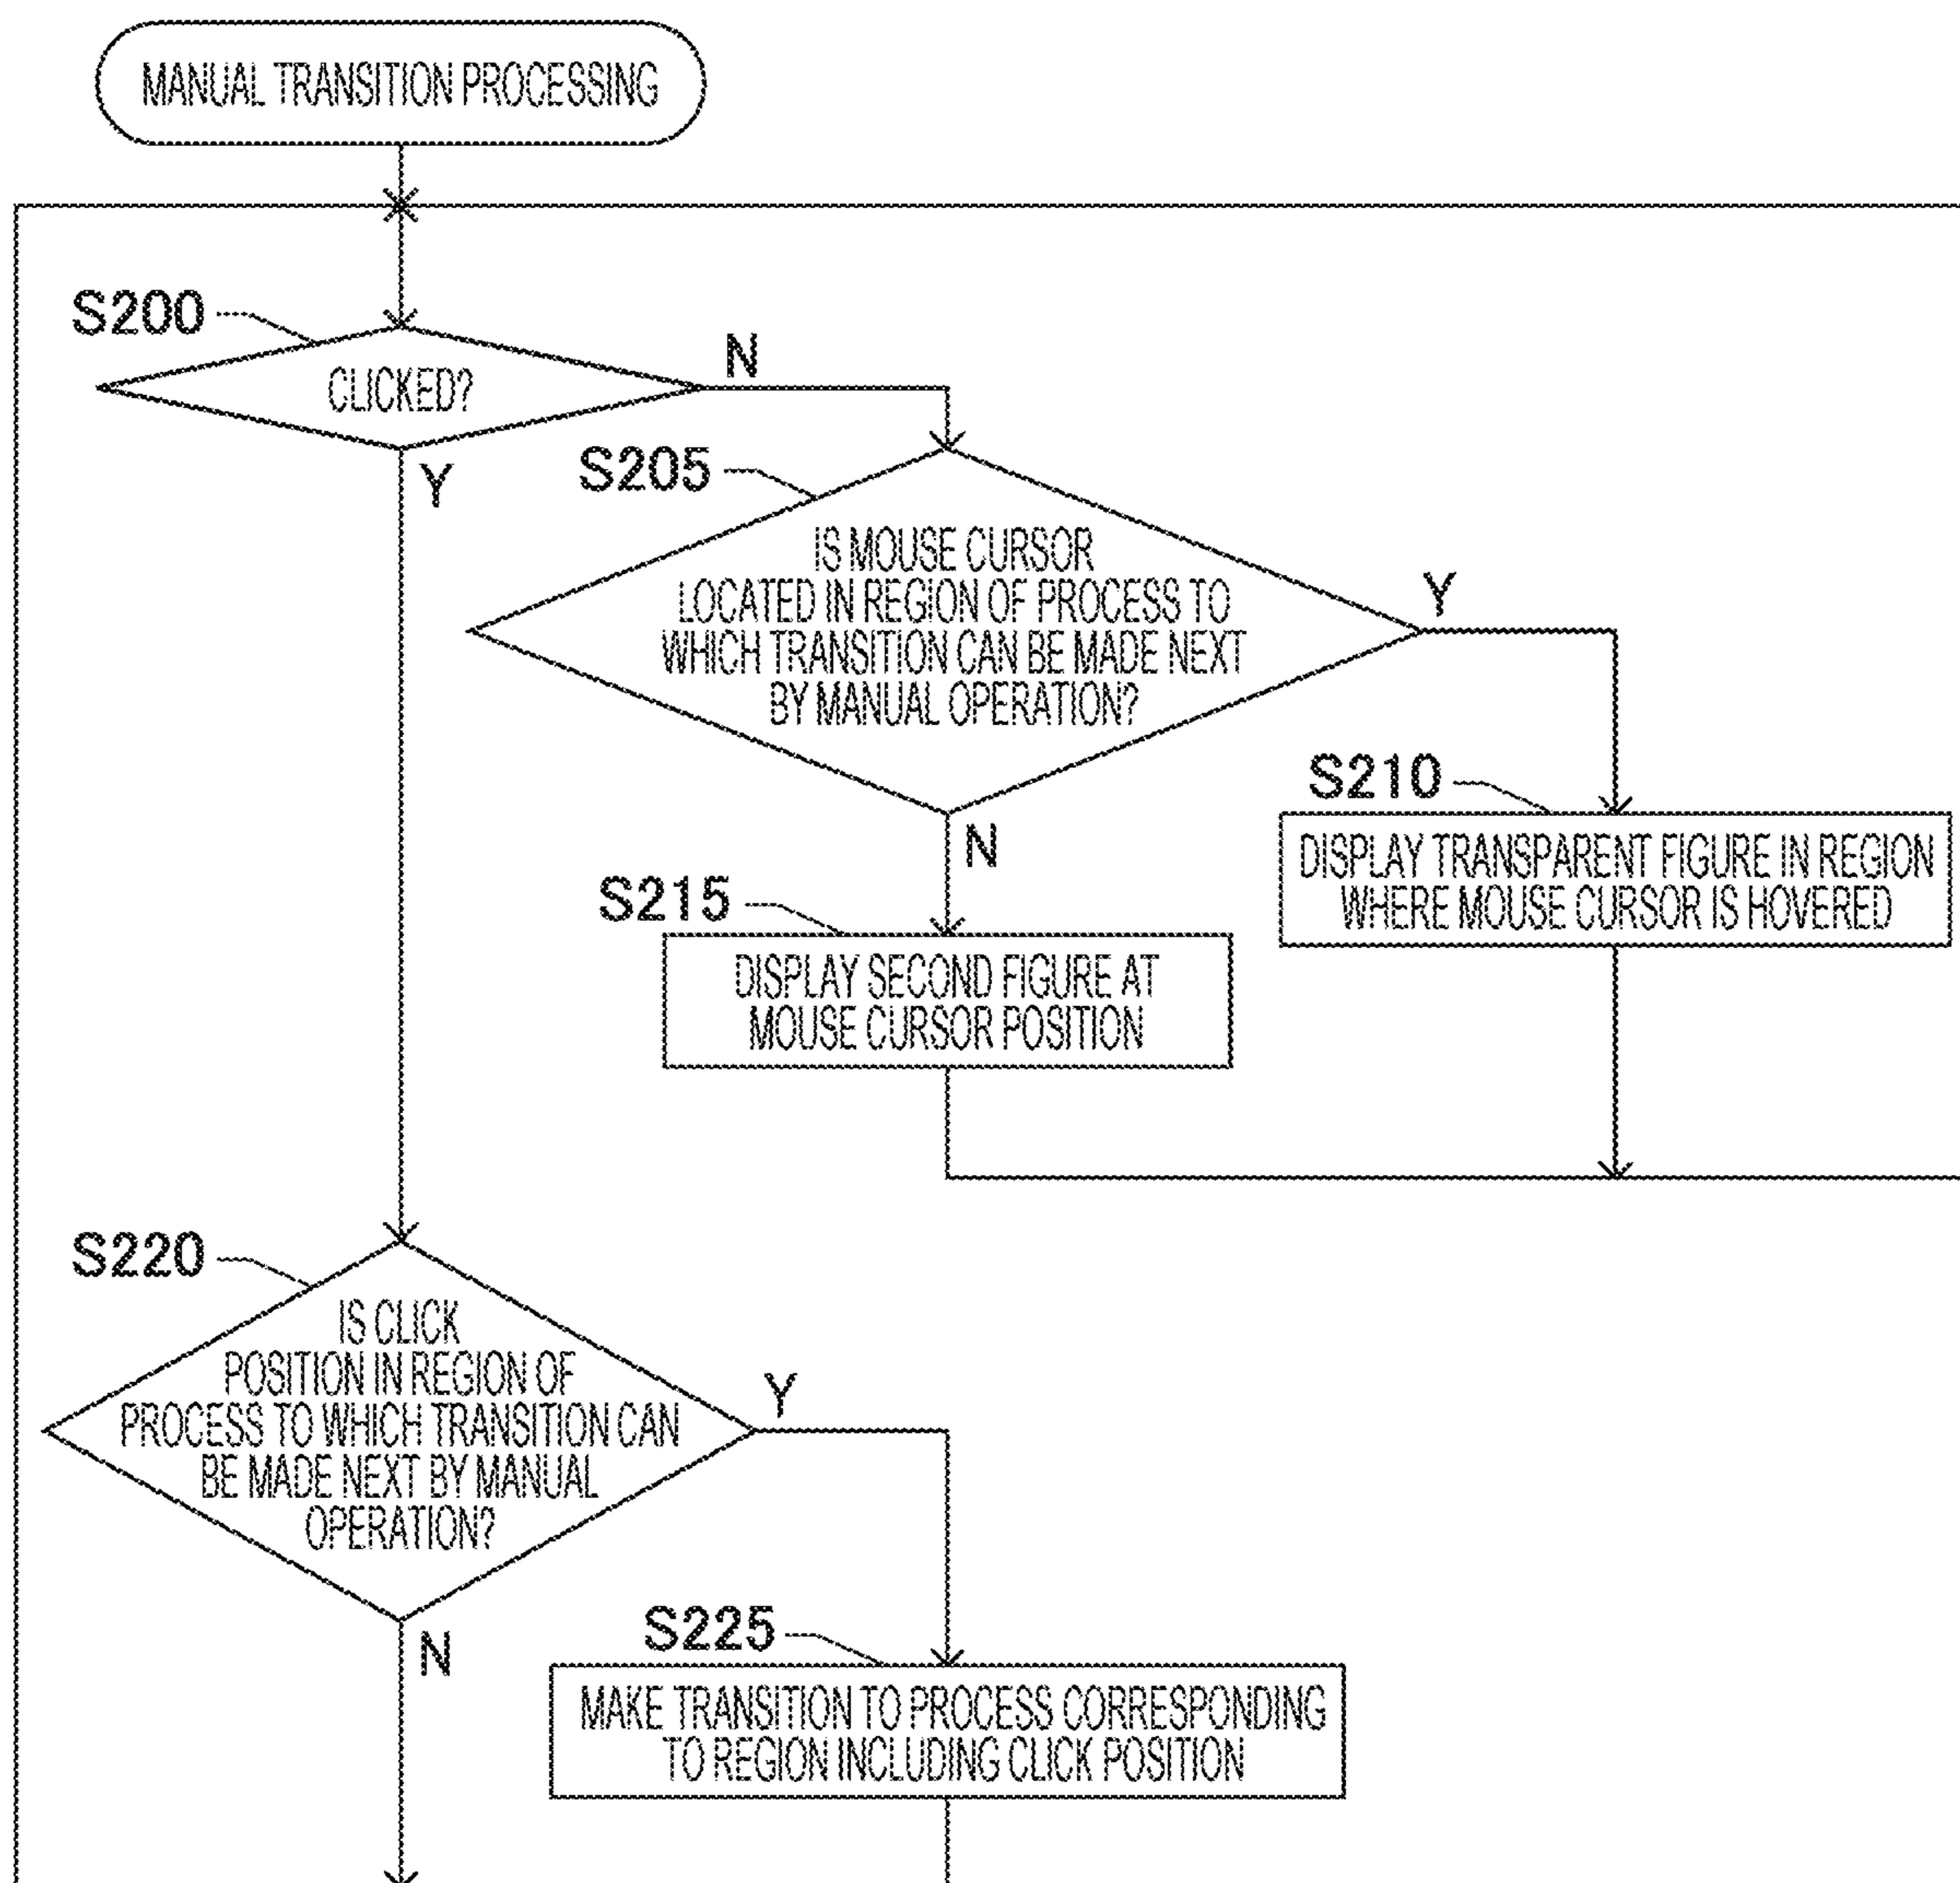 MANUAL TRANSITION PROCESSING
S200
CLICKED?
N
Y
S205
IS MOUSE CURSOR
LOCATED IN REGION OF PROCESS TO
WHICH TRANSITION CAN BE MADE NEXT
BY MANUAL OPERATION?
Y
N
S210
DISPLAY TRANSPARENT FIGURE IN REGION
WHERE MOUSE CURSOR IS HOVERED
S215
DISPLAY SECOND FIGURE AT
MOUSE CURSOR POSITION
S220
IS CLICK
POSITION IN REGION OF
PROCESS TO WHICH TRANSITION CAN
BE MADE NEXT BY MANUAL
OPERATION?
Y
N
S225
MAKE TRANSITION TO PROCESS CORRESPONDING
TO REGION INCLUDING CLICK POSITION